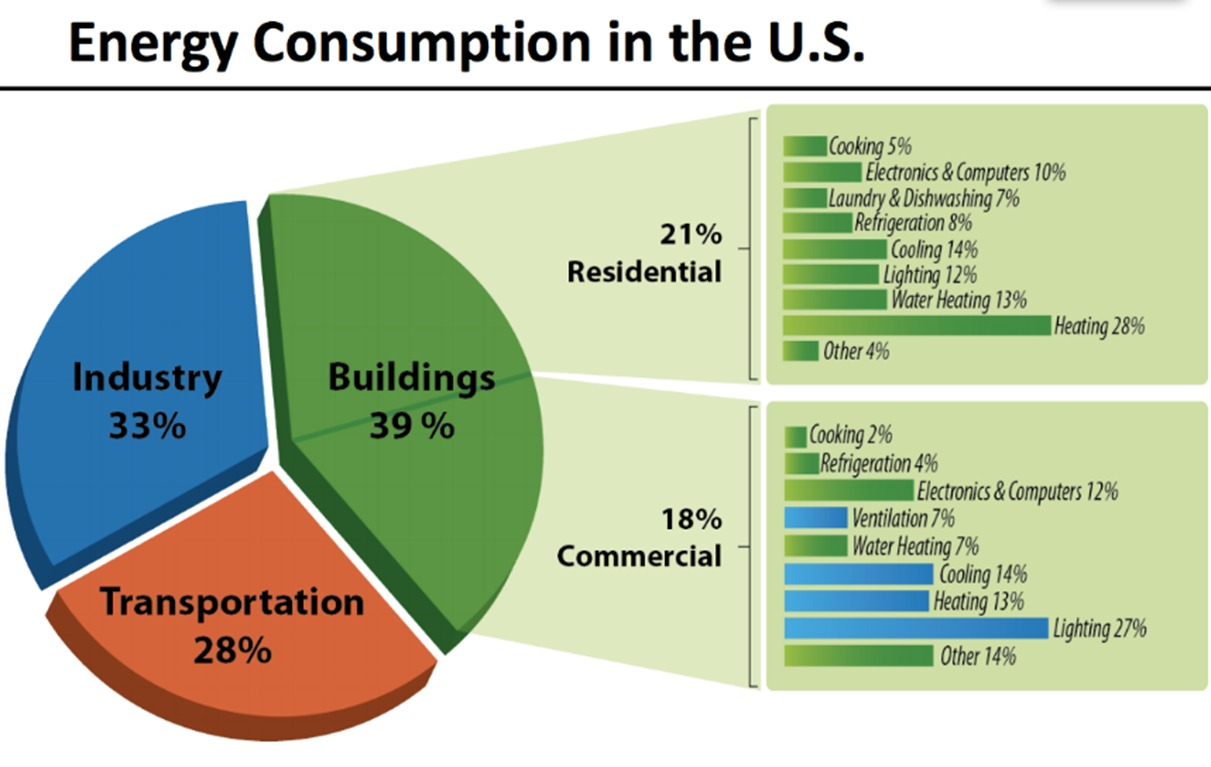 Energy Consumption in the U.S.
Industry
33%
Buildings
39 %
Transportation
28%
21%
Residential
Cooking 5%
Electronics & Computers 10%
Laundry & Dishwashing 7%
Refrigeration 8%
Cooling 14%
Lighting 12%
Water Heating 13%
Heating 28%
Other 4%
18%
Commercial
Cooking 2%
Refrigeration 4%
Electronics & Computers 12%
Ventilation 7%
Water Heating 7%
Cooling 14%
Heating 13%
Lighting 27%
Other 14%